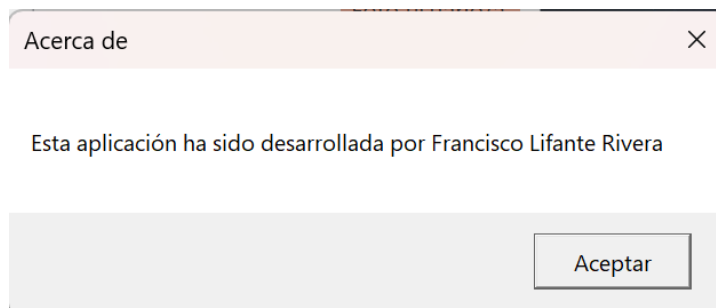 Acerca de
Esta aplicación ha sido desarrollada por Francisco Lifante Rivera
Aceptar